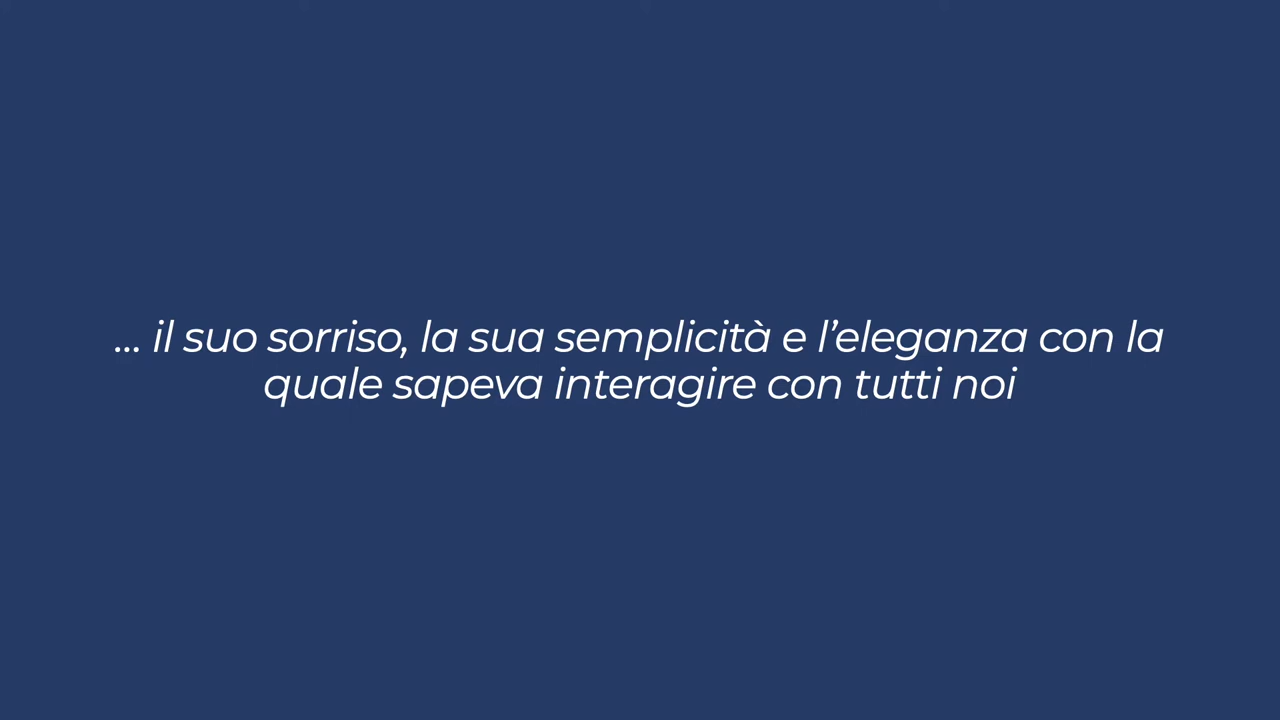 ... il suo sorriso, la sua semplicità e l’eleganza con la
quale sapeva interagire con tutti noi